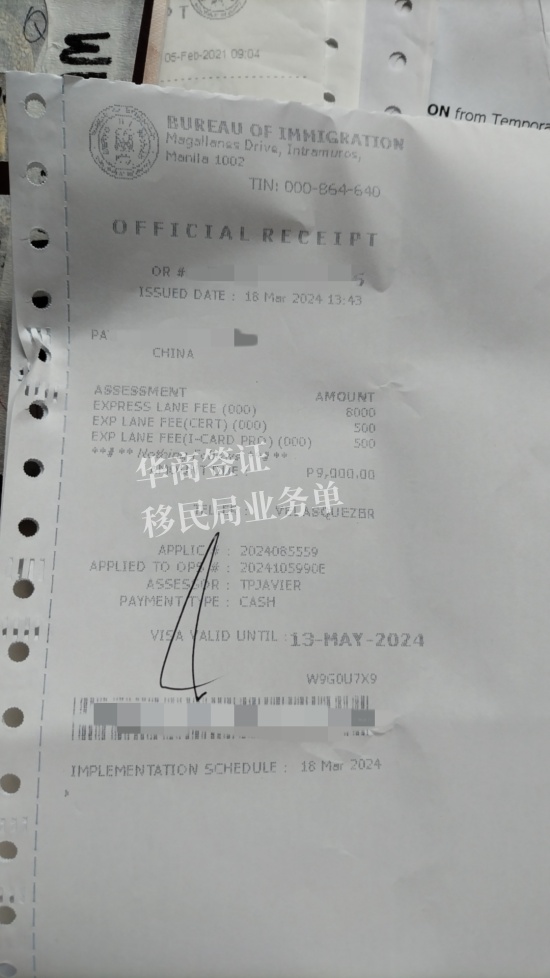 T
05-Feb-2021 09:04
ON from Tempora
BUREAU OF IMMIGRATION
Magallanes Drive, Intramuros,
Manila 1002
TIN: 000-864-640
OFFICIAL RECEIPT
OR #
ISSUED DATE : 18 Mar 2024 13:43
PA
CHINA
ASSESSMENT AMOUNT
EXPRESS LANE FEE (000) 8000
EXP LANE FEE(CERT) (000) 500
EXP LANE FEE(I-CARD PRO) (000) 500
华商签证
P9,000.00
移民局业务单
APPLIC # : 2024085559
APPLIED TO OPS # : 2024105990E
ASSESSOR : TPJAVIER
PAYMENT TYPE : CASH
VISA VALID UNTIL : 13-MAY-2024
W9G0U7X9
IMPLEMENTATION SCHEDULE : 18 Mar 2024